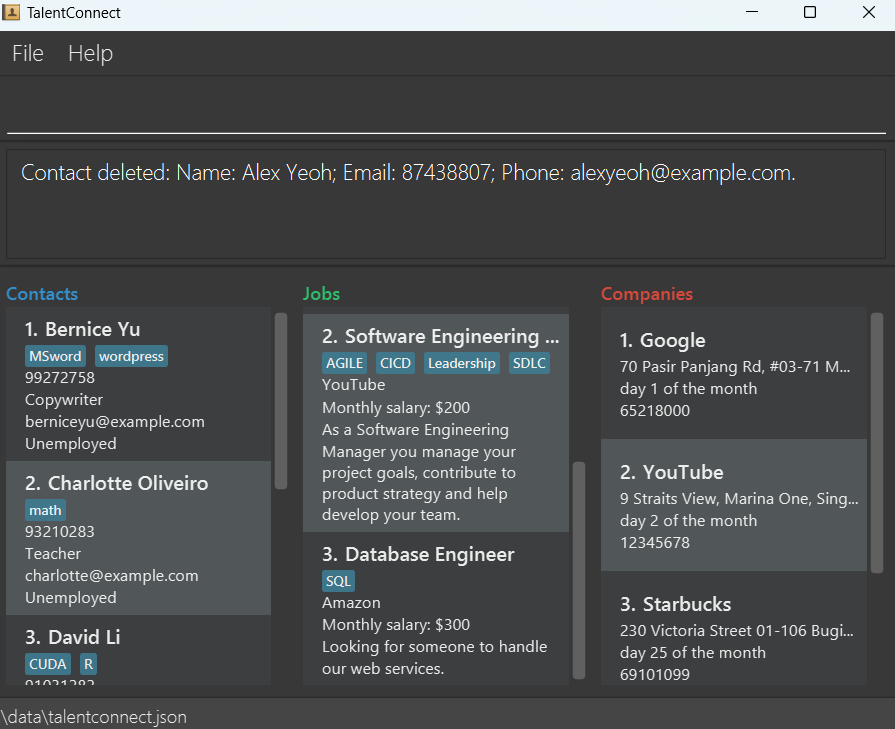 TalentConnect
File Help
Contact deleted: Name: Alex Yeoh; Email: 87438807; Phone: alexyeoh@example.com.
Contacts
1. Bernice Yu
MSword wordpress
99272758
Copywriter
berniceyu@example.com
Unemployed
2. Charlotte Oliveiro
math
93210283
Teacher
charlotte@example.com
Unemployed
3. David Li
CUDA R
Jobs
2. Software Engineering ...
AGILE CICD Leadership SDLC
YouTube
Monthly salary: $200
As a Software Engineering
Manager you manage your
project goals, contribute to
product strategy and help
develop your team.
3. Database Engineer
SQL
Amazon
Monthly salary: $300
Looking for someone to handle
our web services.
Companies
1. Google
70 Pasir Panjang Rd, #03-71 M...
day 1 of the month
65218000
2. YouTube
9 Straits View, Marina One, Sing...
day 2 of the month
12345678
3. Starbucks
230 Victoria Street 01-106 Bugi...
day 25 of the month
69101099
\data\talentconnect.json